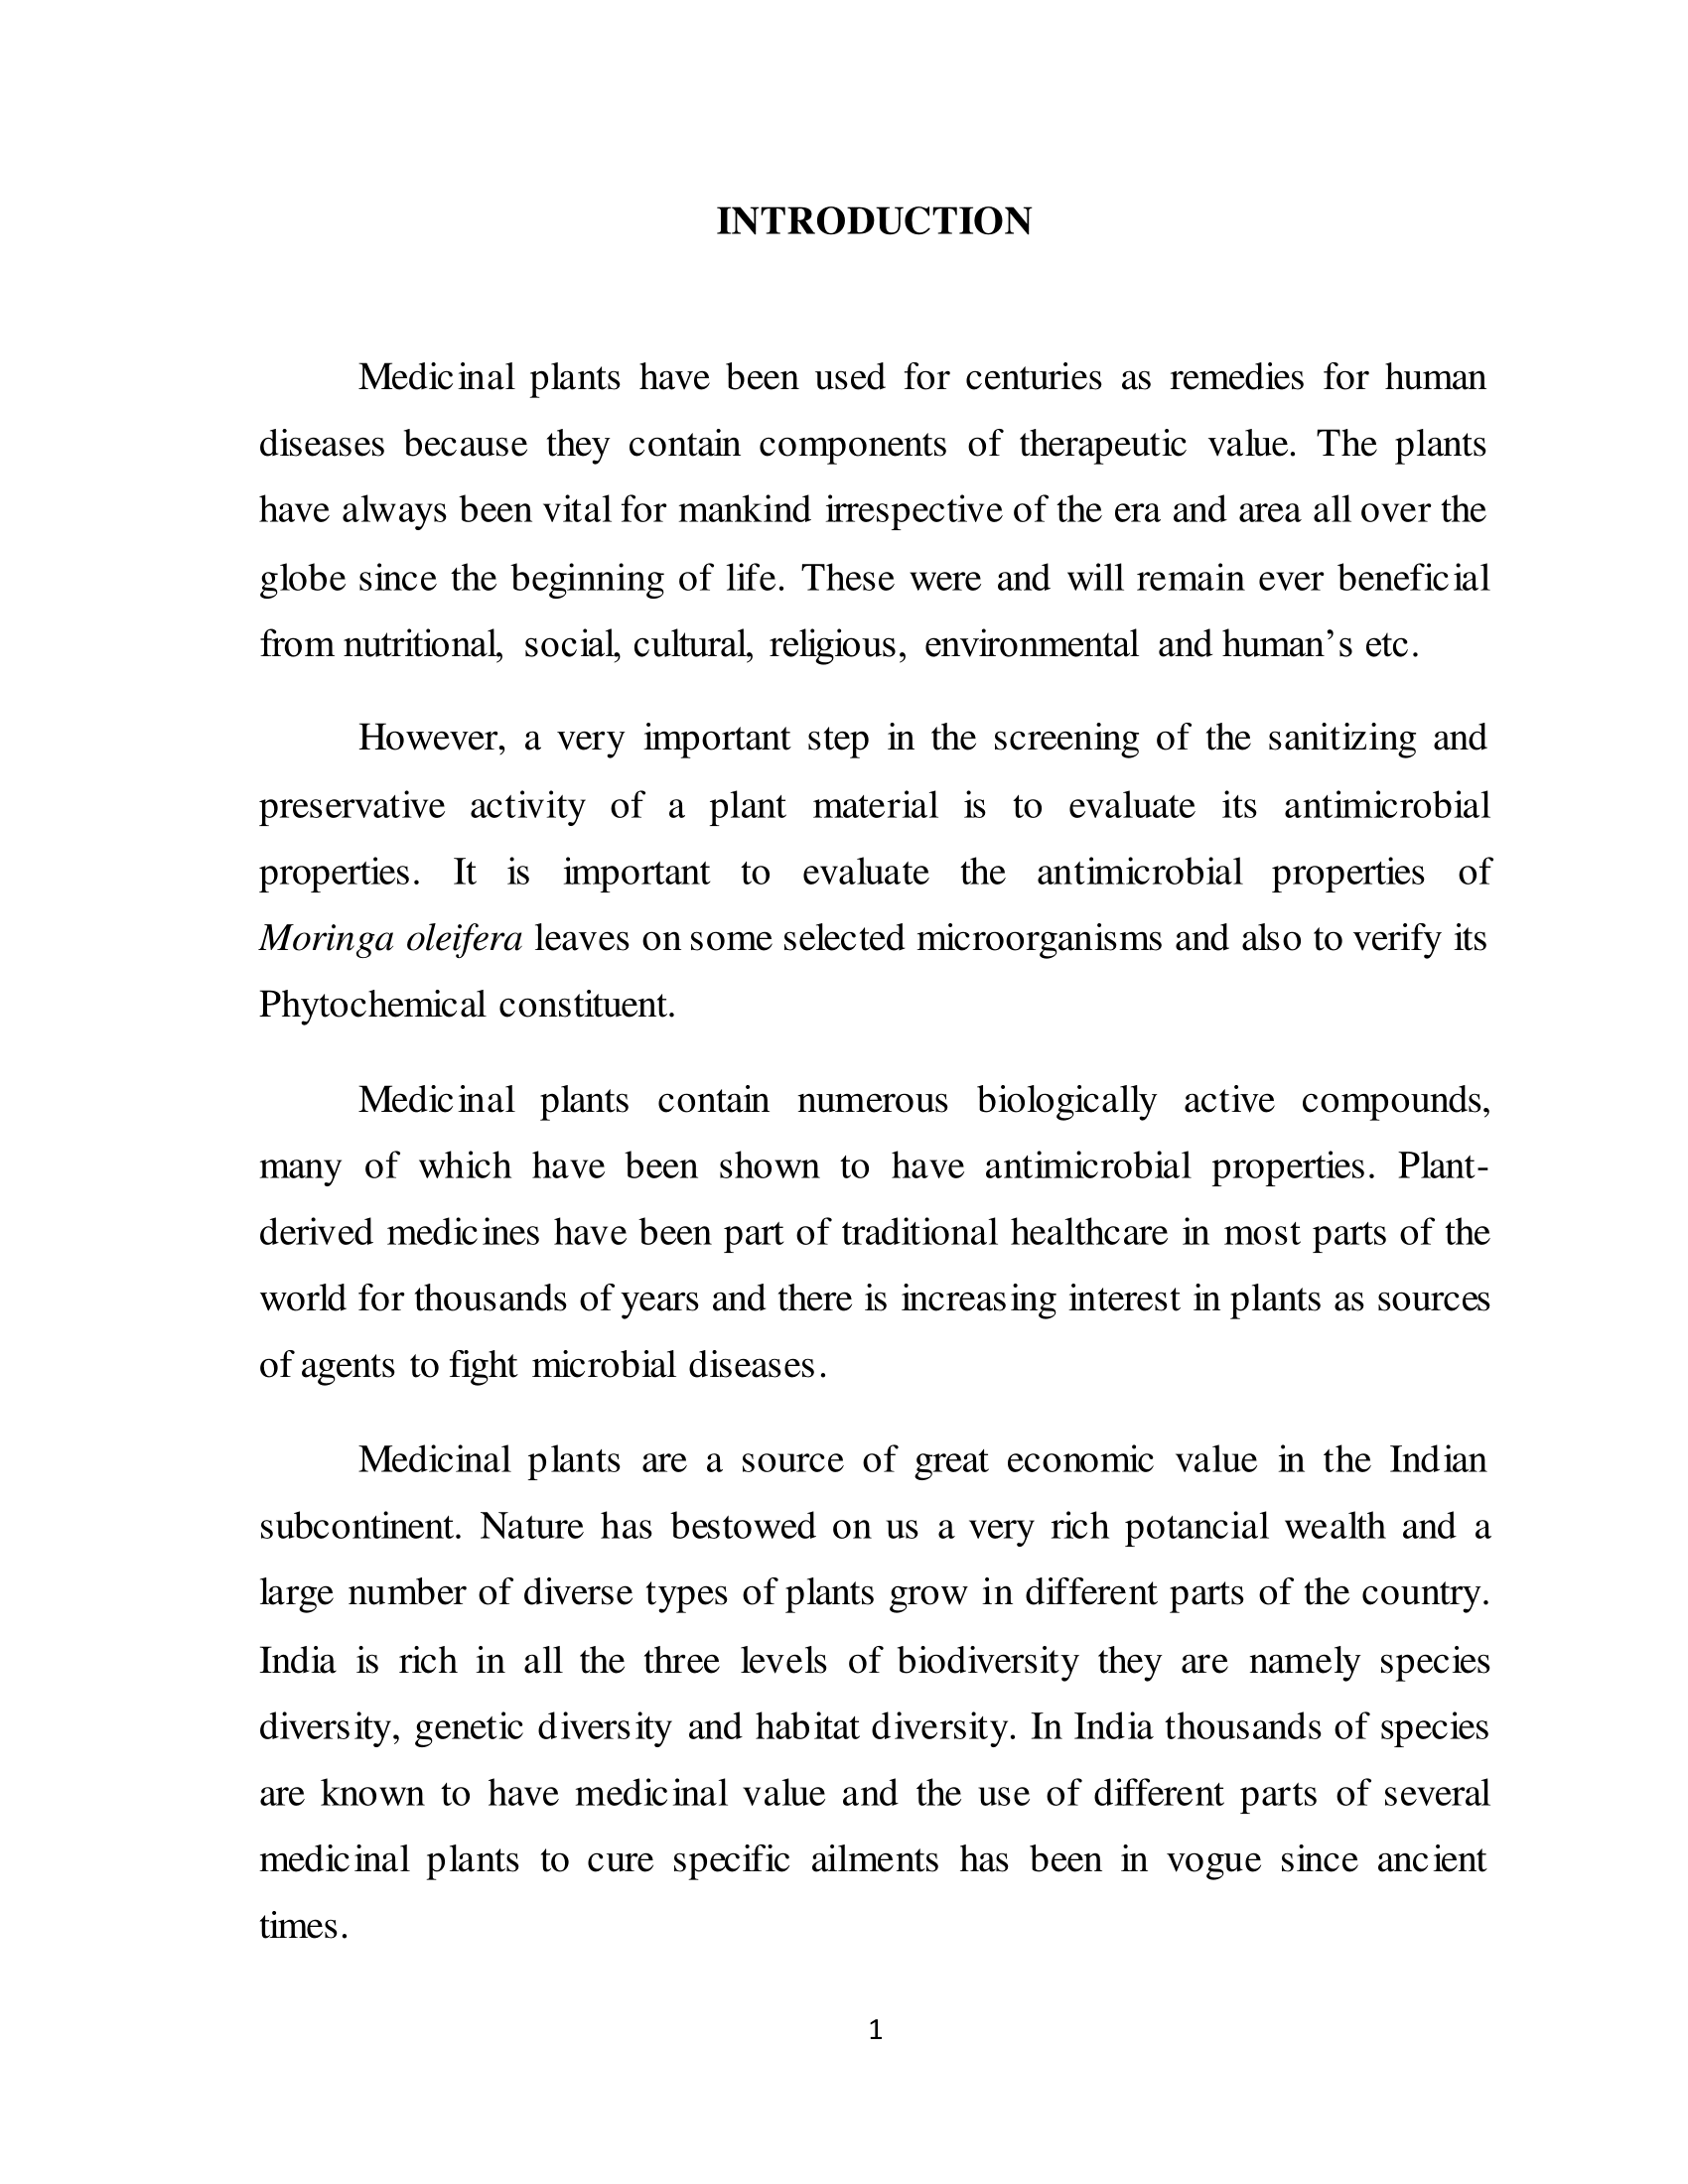 INTRODUCTION
Medicinal plants have been used for centuries as remedies for human
diseases because they contain components of therapeutic value. The plants
have always been vital for mankind irrespective of the era and area all over the
globe since the beginning of life. These were and will remain ever beneficial
from nutritional, social, cultural, religious, environmental and human’s etc.
However, a very important step in the screening of the sanitizing and
preservative activity of a plant material is to evaluate its antimicrobial
properties. It is important to evaluate the antimicrobial properties of
Moringa oleifera leaves on some selected microorganisms and also to verify its
Phytochemical constituent.
Medicinal plants contain numerous biologically active compounds,
many of which have been shown to have antimicrobial properties. Plant-
derived medicines have been part of traditional healthcare in most parts of the
world for thousands of years and there is increasing interest in plants as sources
of agents to fight microbial diseases.
Medicinal plants are a source of great economic value in the Indian
subcontinent. Nature has bestowed on us a very rich potancial wealth and a
large number of diverse types of plants grow in different parts of the country.
India is rich in all the three levels of biodiversity they are namely species
diversity, genetic diversity and habitat diversity. In India thousands of species
are known to have medicinal value and the use of different parts of several
medicinal plants to cure specific ailments has been in vogue since ancient
times.
1